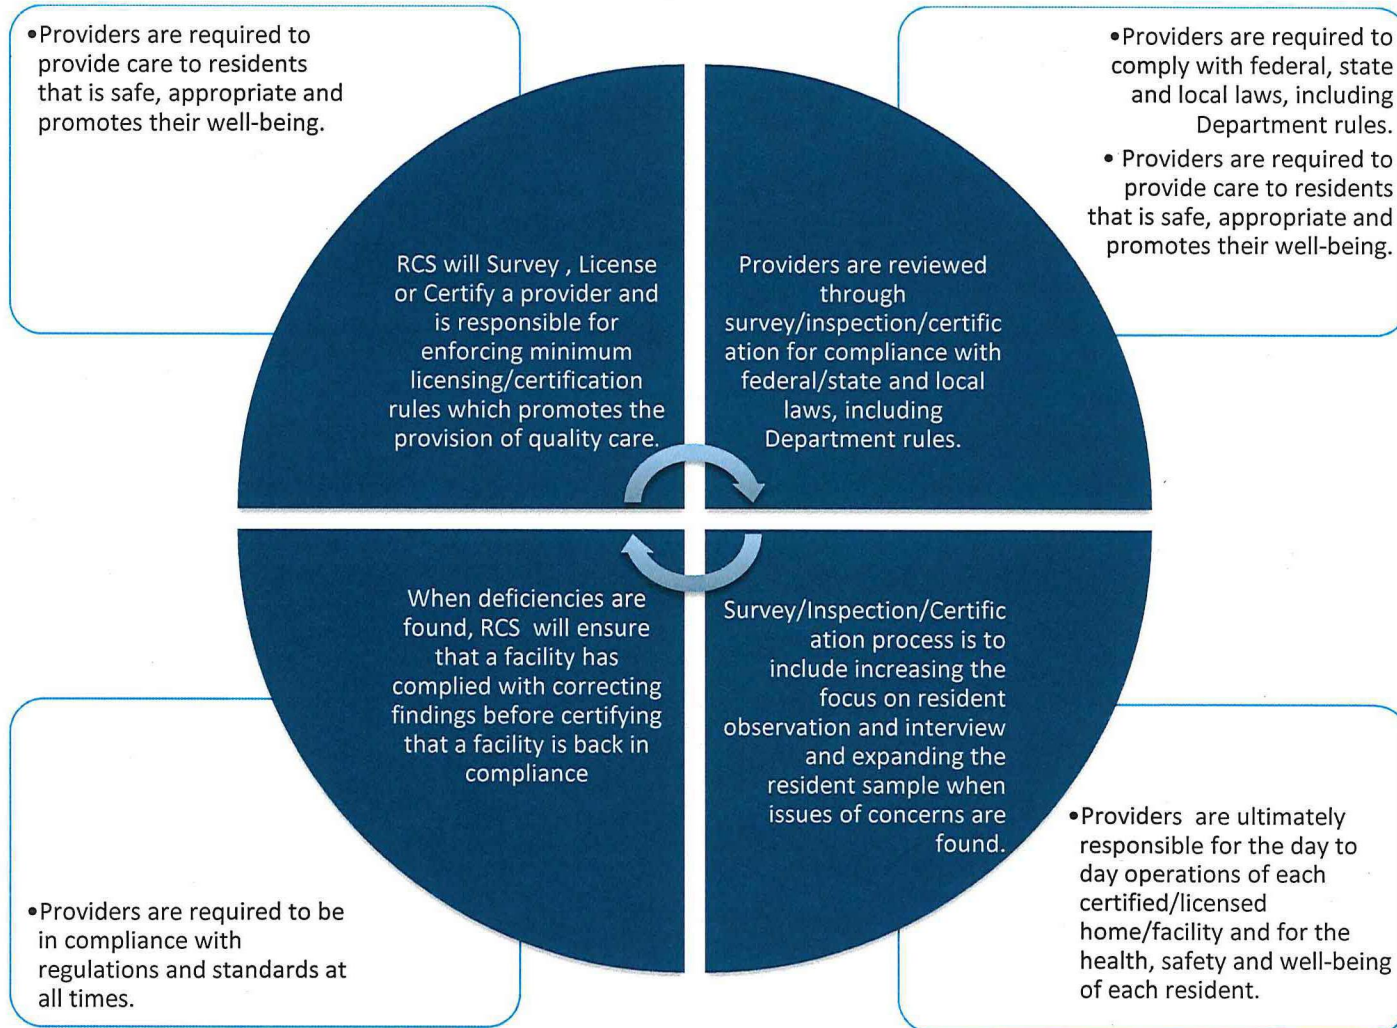 •Providers are required to
provide care to residents
that is safe, appropriate and
promotes their well-being.
•Providers are required to
comply with federal, state
and local laws, including
Department rules.
• Providers are required to
provide care to residents
that is safe, appropriate and
promotes their well-being.
RCS will Survey , License
or Certify a provider and
is responsible for
enforcing minimum
licensing/certification
rules which promotes the
provision of quality care.
Providers are reviewed
through
survey/inspection/certific
ation for compliance with
federal/state and local
laws, including
Department rules.
When deficiencies are
found, RCS will ensure
that a facility has
complied with correcting
findings before certifying
that a facility is back in
compliance
Survey/Inspection/Certific
ation process is to
include increasing the
focus on resident
observation and interview
and expanding the
resident sample when
issues of concerns are
found.
•Providers are required to be
in compliance with
regulations and standards at
all times.
•Providers are ultimately
responsible for the day to
day operations of each
certified/licensed
home/facility and for the
health, safety and well-being
of each resident.